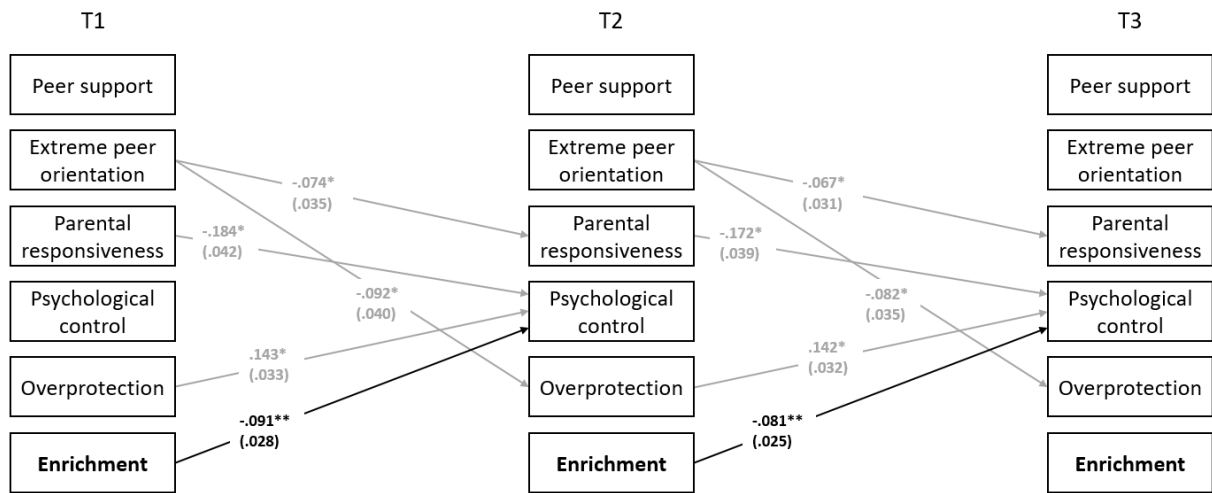 T1
T2
T3
Peer support
Peer support
Peer support
Extreme peer
orientation
Extreme peer
orientation
Extreme peer
orientation
-.074*
(.035)
-.067*
(.031)
Parental
responsiveness
Parental
responsiveness
Parental
responsiveness
-.184*
(.042)
-.172*
(.039)
Psychological
control
Psychological
control
Psychological
control
-.092*
(.040)
-.082*
(.035)
Overprotection
Overprotection
Overprotection
.143*
(.033)
.142*
(.032)
-.091**
(.028)
-.081**
(.025)
Enrichment
Enrichment
Enrichment